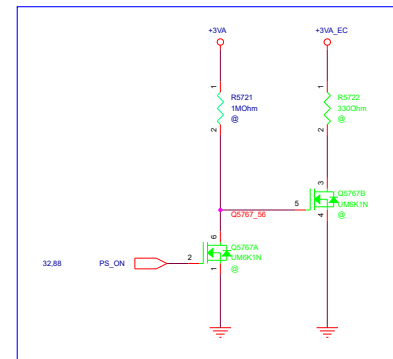 +3VA
+3VA_EC
1
R5721
1MOhm
@
2
1
R5722
330Ohm
@
2
3
Q5767B
UM6K1N
@
5
4
Q5767_56
6
Q5767A
UM6K1N
@
2
1
32,88
PS_ON